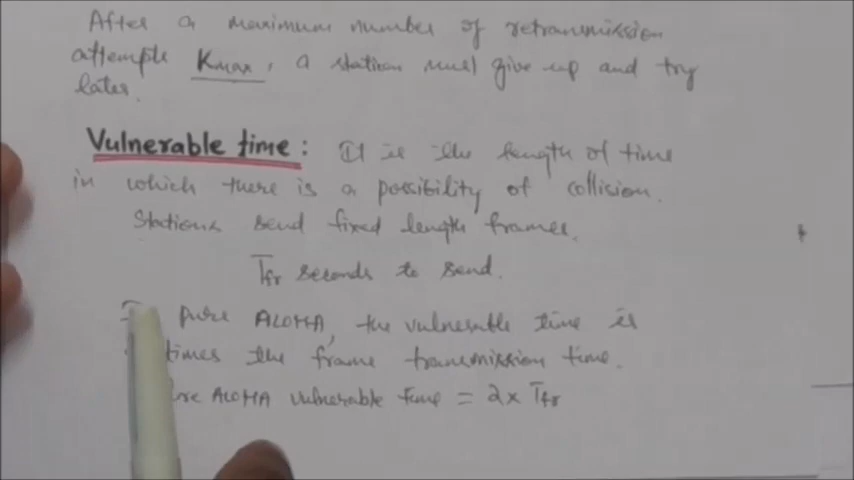 After a maximum number of retransmission
attempts Kmax, a station must give up and try
later.
Vulnerable time : It is the length of time
in which there is a possibility of collision.
Stations send fixed length frames.
Tfr seconds to send.
pure ALOHA, the vulnerable time is
times the frame transmission time.
ALOHA vulnerable time = 2x Tfr